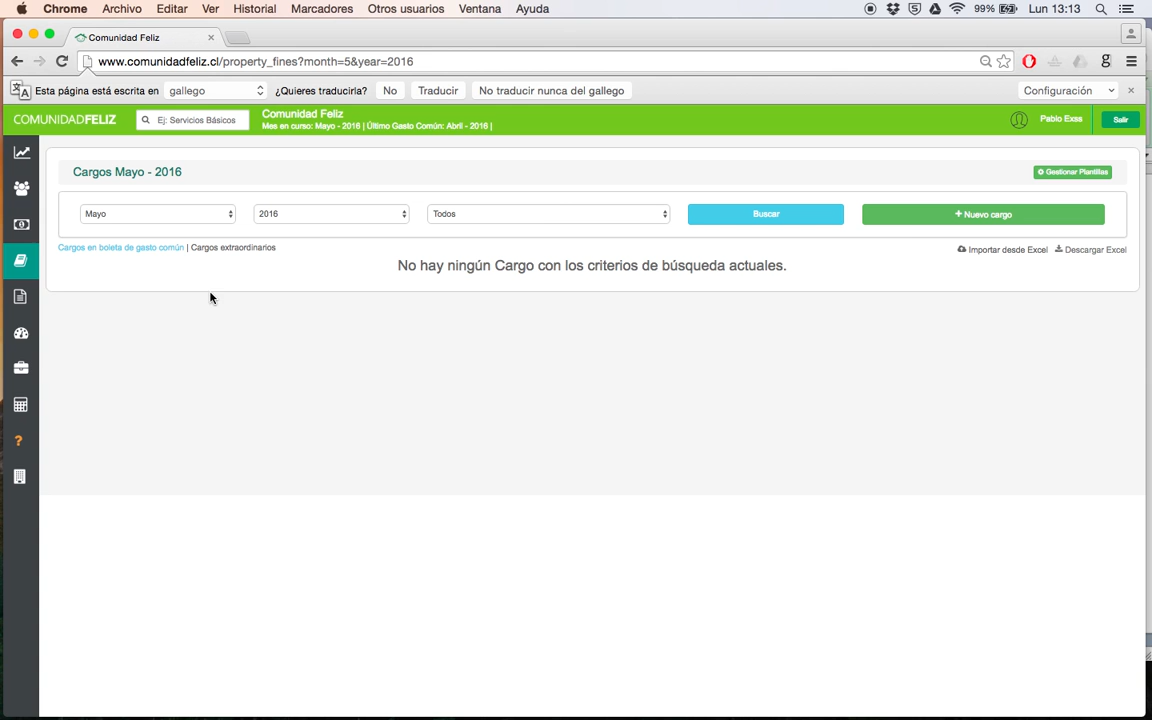 Chrome Archivo Editar Ver Historial Marcadores Otros usuarios Ventana Ayuda 99% Lun 13:13
Comunidad Feliz
www.comunidadfeliz.cl/property_fines?month=5&year=2016
Esta página está escrita en gallego ¿Quieres traducirla? No Traducir No traducir nunca del gallego Configuración
COMUNIDADFELIZ Ej: Servicios Básicos Comunidad Feliz Pablo Exss Salir
Mes en curso: Mayo - 2016 | Último Gasto Común: Abril - 2016 |
Cargos Mayo - 2016 Gestionar Plantillas
Mayo 2016 Todos Buscar + Nuevo cargo
Cargos en boleta de gasto común | Cargos extraordinarios Importar desde Excel Descargar Excel
No hay ningún Cargo con los criterios de búsqueda actuales.